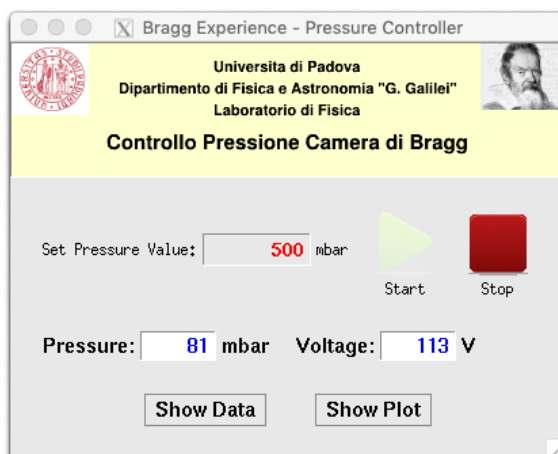 Bragg Experience - Pressure Controller
Universita di Padova
Dipartimento di Fisica e Astronomia "G. Galilei"
Laboratorio di Fisica
Controllo Pressione Camera di Bragg
Set Pressure Value: 500 mbar
Start Stop
Pressure: 81 mbar Voltage: 113 V
Show Data Show Plot